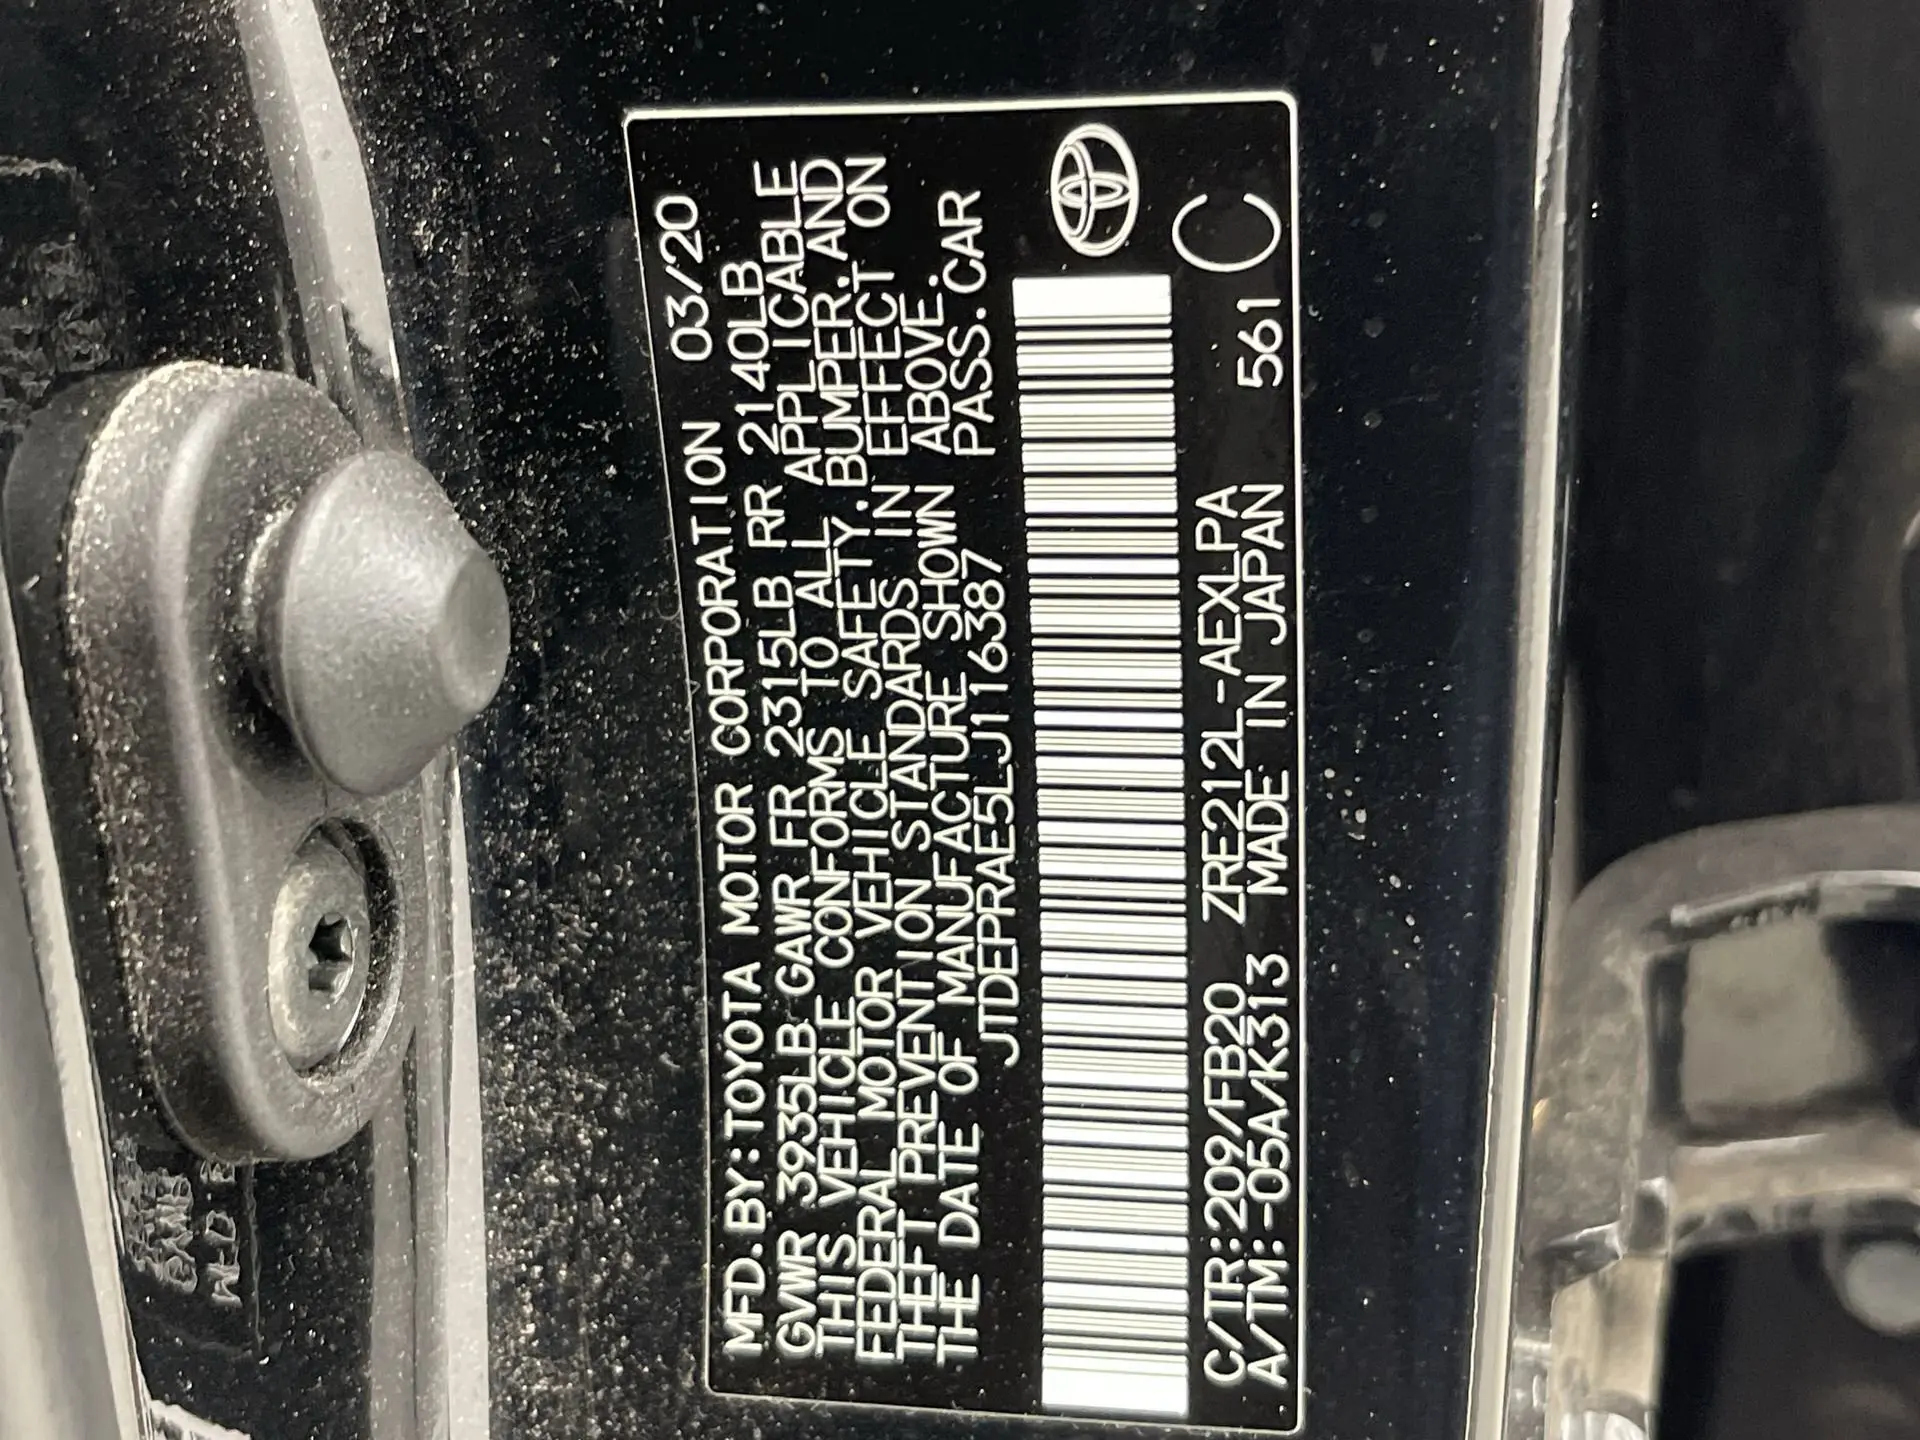 MFD.BY:TOYOTA MOTOR CORPORATION 03/20
GVWR 3935LB GAWR FR 2315LB RR 2140LB
THIS VEHICLE CONFORMS TO ALL APPLICABLE
FEDERAL MOTOR VEHICLE SAFETY,BUMPER,AND
THEFT PREVENTION STANDARDS IN EFFECT ON
THE DATE OF MANUFACTURE SHOWN ABOVE.
JTDEPRAE5LJ116387 PASS.CAR
C/TR:209/FB20 ZRE212L-AEXLPA
A/TM:-05A/K313 MADE IN JAPAN 561 C